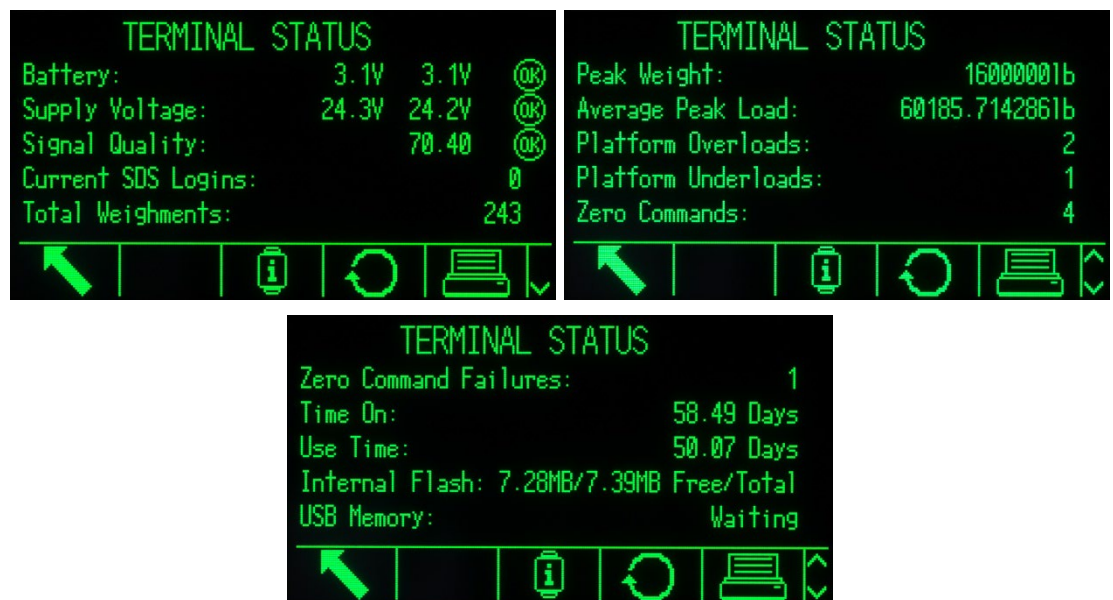 TERMINAL STATUS
Battery: 3.1V 3.1V OK
Supply Voltage: 24.3V 24.2V OK
Signal Quality: 70.40 OK
Current SDS Logins: 0
Total Weighments: 243
i
TERMINAL STATUS
Peak Weight: 1600000lb
Average Peak Load: 60185.714286lb
Platform Overloads: 2
Platform Underloads: 1
Zero Commands: 4
i
TERMINAL STATUS
Zero Command Failures: 1
Time On: 58.49 Days
Use Time: 50.07 Days
Internal Flash: 7.28MB/7.39MB Free/Total
USB Memory: Waiting
i